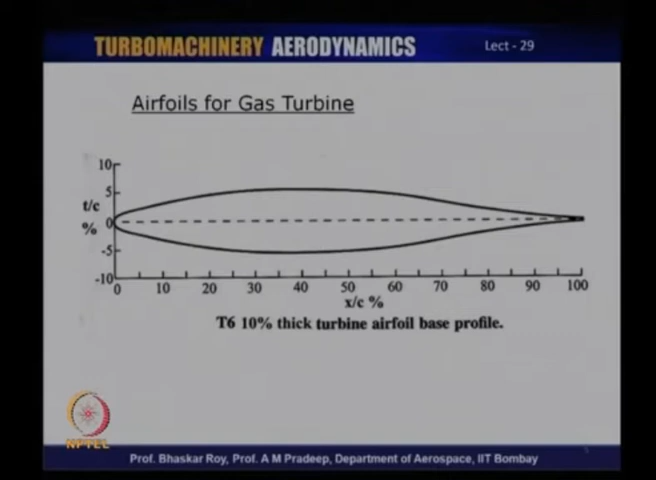 TURBOMACHINERY AERODYNAMICS
Lect - 29
Airfoils for Gas Turbine
10
5
t/c
%
0
-5
-10
0 10 20 30 40 50 60 70 80 90 100
x/c %
T6 10% thick turbine airfoil base profile.
NPTEL
Prof. Bhaskar Roy, Prof. A M Pradeep, Department of Aerospace, IIT Bombay